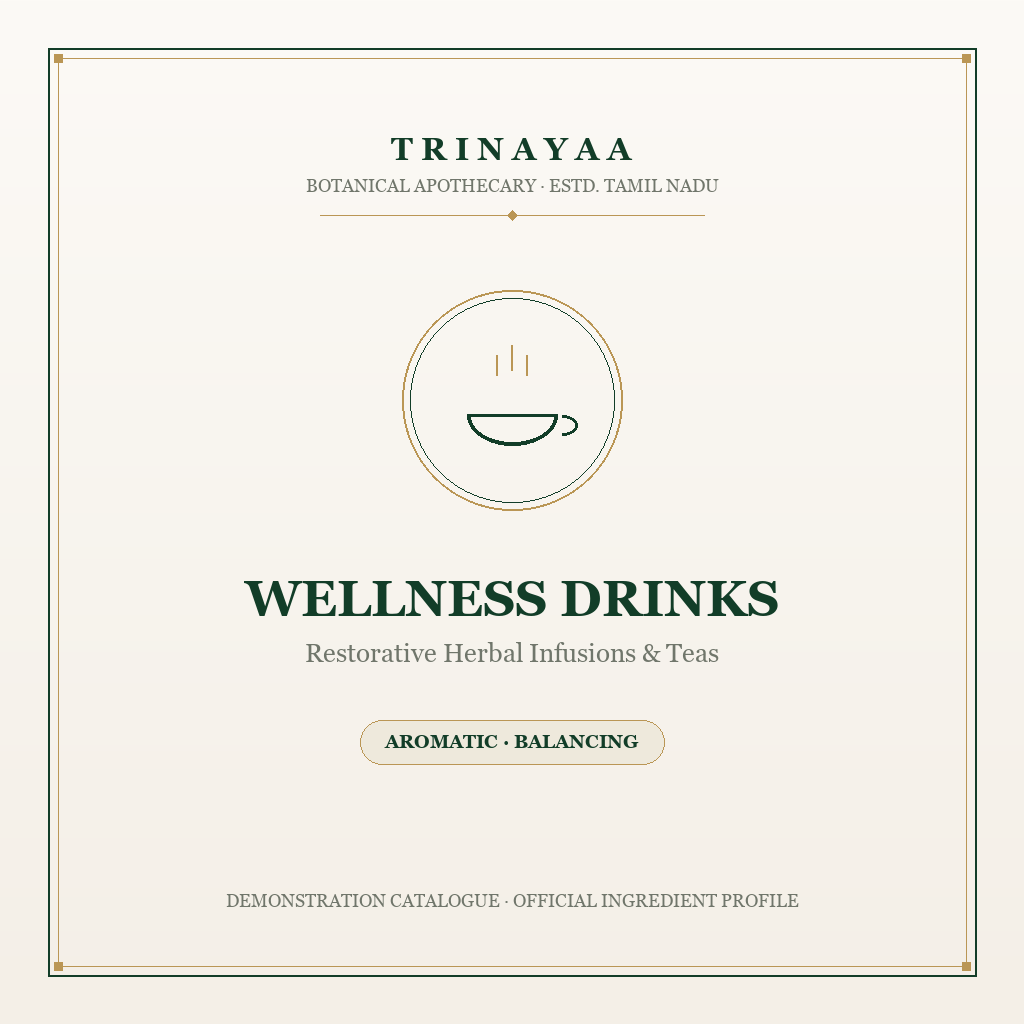 TRINAYAA
BOTANICAL APOTHECARY · ESTD. TAMIL NADU
WELLNESS DRINKS
Restorative Herbal Infusions & Teas
AROMATIC · BALANCING
DEMONSTRATION CATALOGUE · OFFICIAL INGREDIENT PROFILE